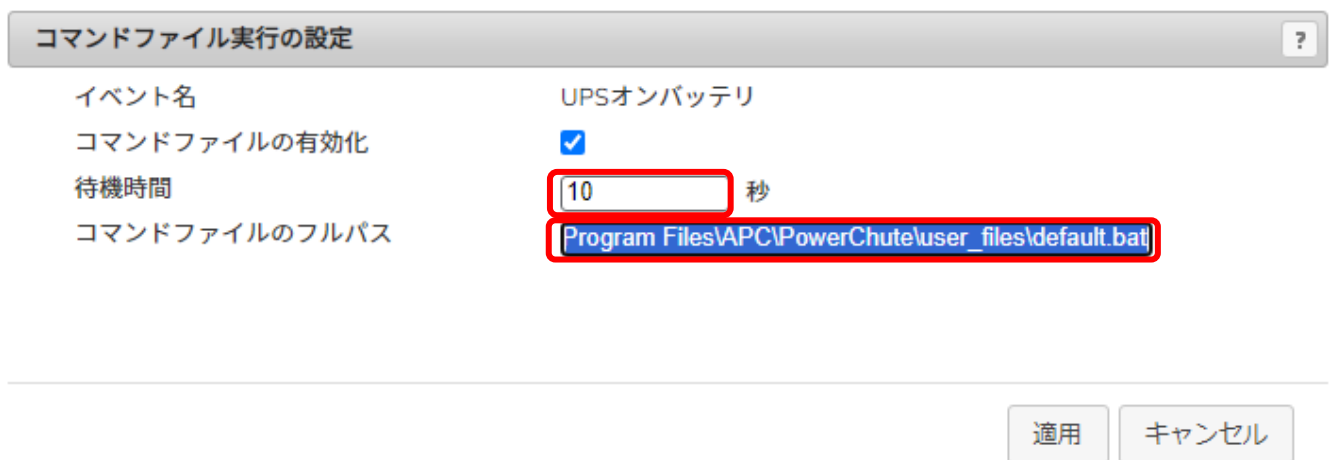 コマンドファイル実行の設定 ?
イベント名 UPSオンバッテリ
コマンドファイルの有効化
待機時間 10 秒
コマンドファイルのフルパス Program Files\APC\PowerChute\user_files\default.bat
適用 キャンセル